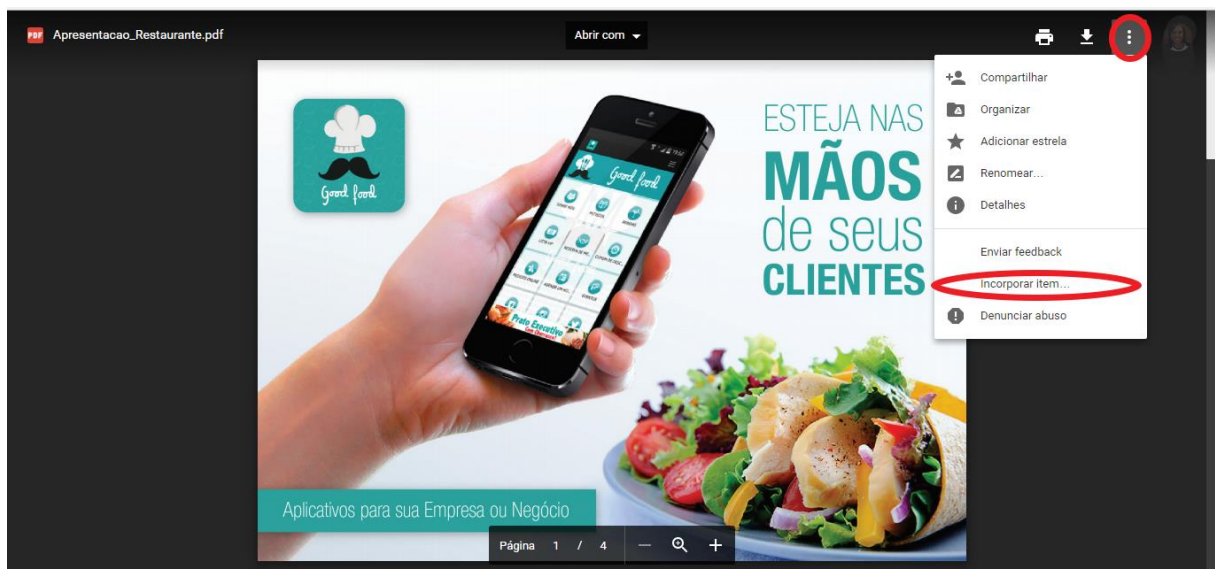 PDF Apresentacao_Restaurante.pdf
Abrir com
Compartilhar
Organizar
Adicionar estrela
Renomear...
Detalhes
Enviar feedback
Incorporar item...
Denunciar abuso
Good food
ESTEJA NAS
MÃOS
de seus
CLIENTES
Good food
Prato Executivo
Aplicativos para sua Empresa ou Negócio
Página 1 / 4